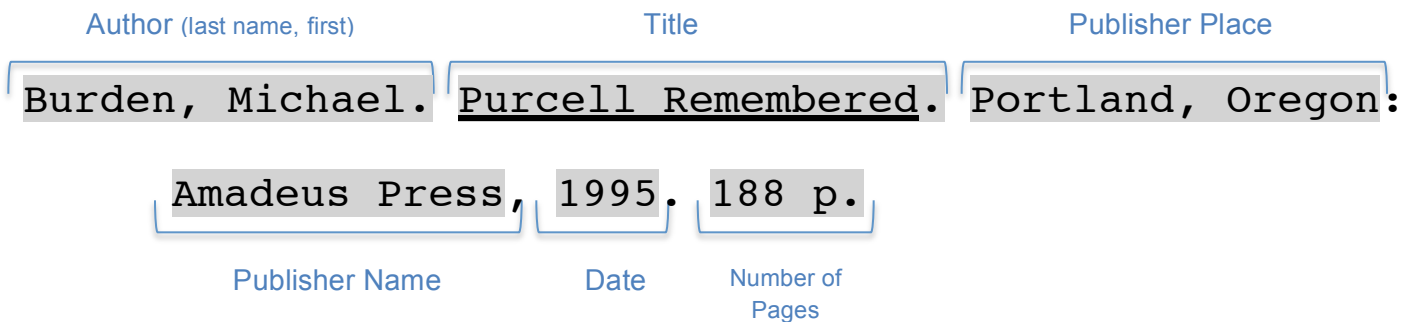 Author (last name, first) Title Publisher Place
Burden, Michael. Purcell Remembered. Portland, Oregon:
Amadeus Press, 1995. 188 p.
Publisher Name Date Number of
Pages